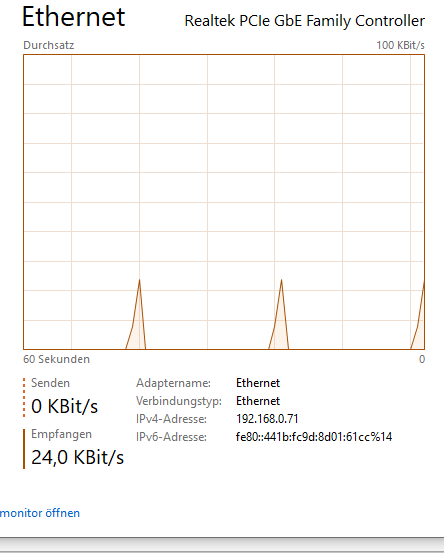 Ethernet
Realtek PCIe GbE Family Controller
Durchsatz
100 KBit/s
60 Sekunden
0
Senden
0 KBit/s
Empfangen
24,0 KBit/s
Adaptername: Ethernet
Verbindungstyp: Ethernet
IPv4-Adresse: 192.168.0.71
IPv6-Adresse: fe80::441b:fc9d:8d01:61cc%14
monitor öffnen